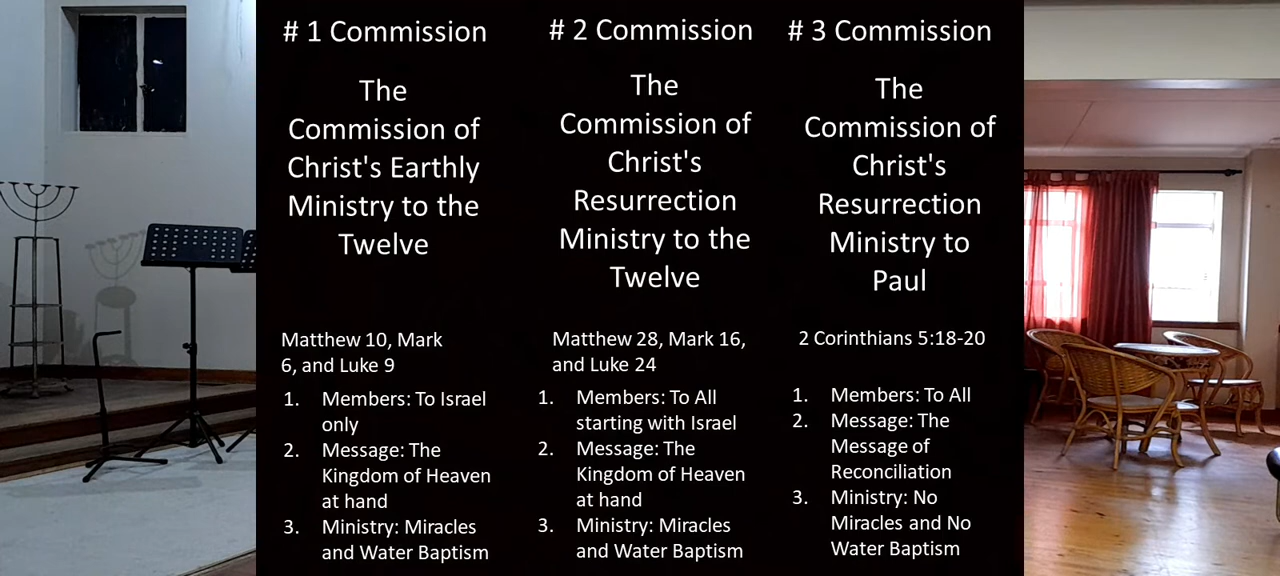 # 1 Commission
The
Commission of
Christ's Earthly
Ministry to the
Twelve
Matthew 10, Mark
6, and Luke 9
1. Members: To Israel
only
2. Message: The
Kingdom of Heaven
at hand
3. Ministry: Miracles
and Water Baptism
# 2 Commission
The
Commission of
Christ's
Resurrection
Ministry to the
Twelve
Matthew 28, Mark 16,
and Luke 24
1. Members: To All
starting with Israel
2. Message: The
Kingdom of Heaven
at hand
3. Ministry: Miracles
and Water Baptism
# 3 Commission
The
Commission of
Christ's
Resurrection
Ministry to
Paul
2 Corinthians 5:18-20
1. Members: To All
2. Message: The
Message of
Reconciliation
3. Ministry: No
Miracles and No
Water Baptism